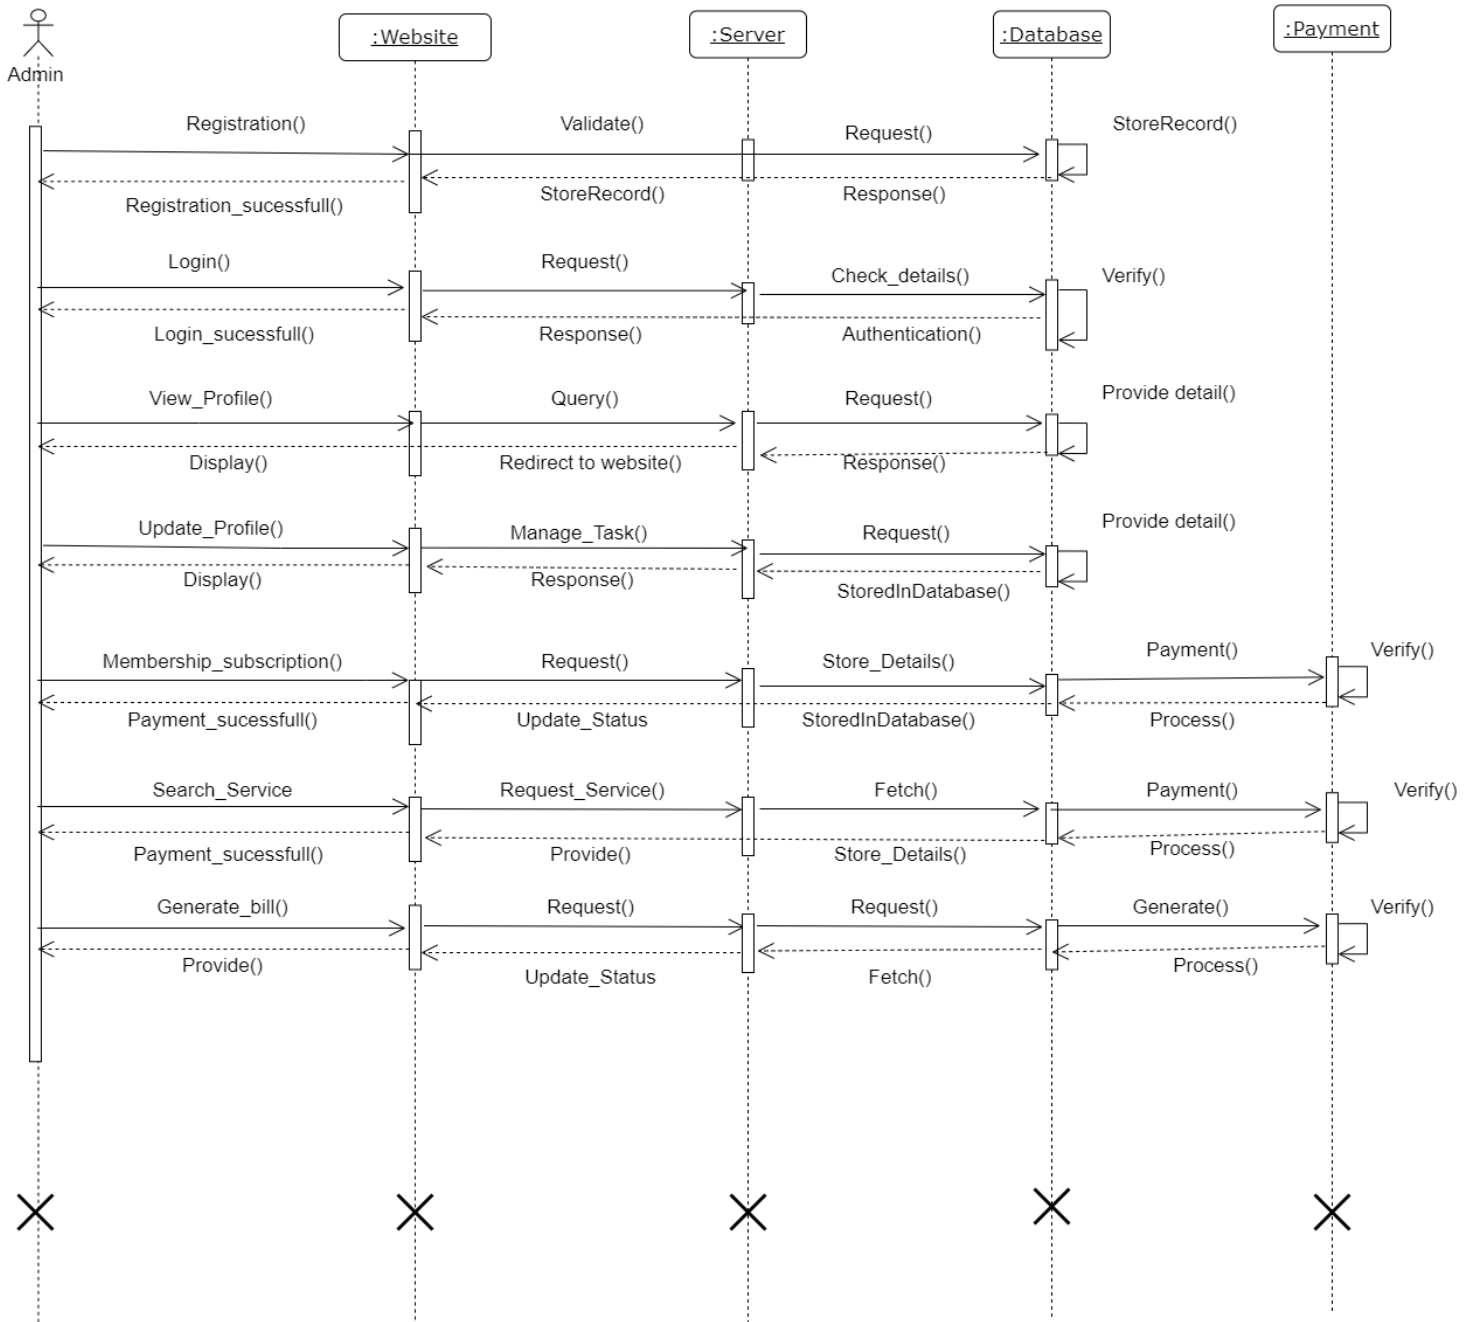 :Website
:Server
:Database
:Payment
Admin
Registration()
Validate()
Request()
StoreRecord()
Registration_sucessfull()
StoreRecord()
Response()
Login()
Request()
Check_details()
Verify()
Login_sucessfull()
Response()
Authentication()
View_Profile()
Query()
Request()
Provide detail()
Display()
Redirect to website()
Response()
Update_Profile()
Manage_Task()
Request()
Provide detail()
Display()
Response()
StoredInDatabase()
Membership_subscription()
Request()
Store_Details()
Payment()
Verify()
Payment_sucessfull()
Update_Status
StoredInDatabase()
Process()
Search_Service
Request_Service()
Fetch()
Payment()
Verify()
Payment_sucessfull()
Provide()
Store_Details()
Process()
Generate_bill()
Request()
Request()
Generate()
Verify()
Provide()
Update_Status
Fetch()
Process()